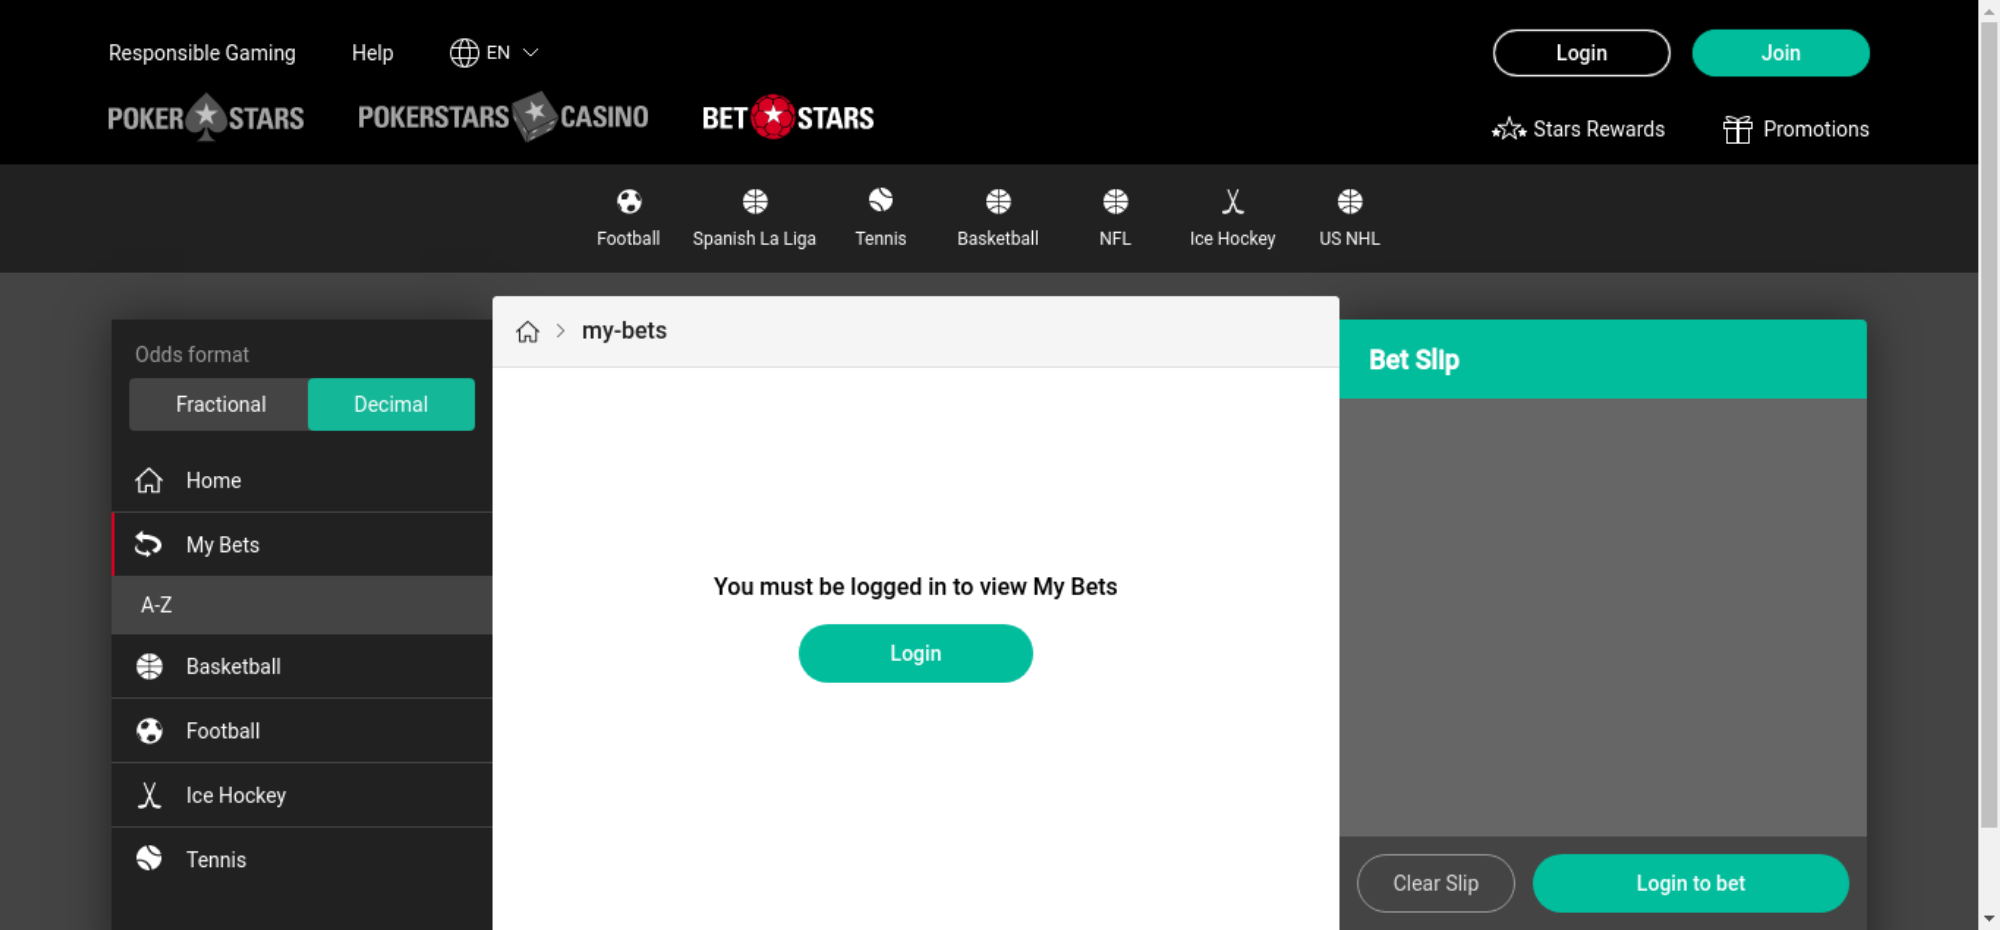 Responsible Gaming
Help
EN
Login
Join
POKER STARS
POKERSTARS CASINO
BET STARS
Stars Rewards
Promotions
Football
Spanish La Liga
Tennis
Basketball
NFL
Ice Hockey
US NHL
Odds format
Fractional
Decimal
Home
My Bets
A-Z
Basketball
Football
Ice Hockey
Tennis
my-bets
You must be logged in to view My Bets
Login
Bet Slip
Clear Slip
Login to bet